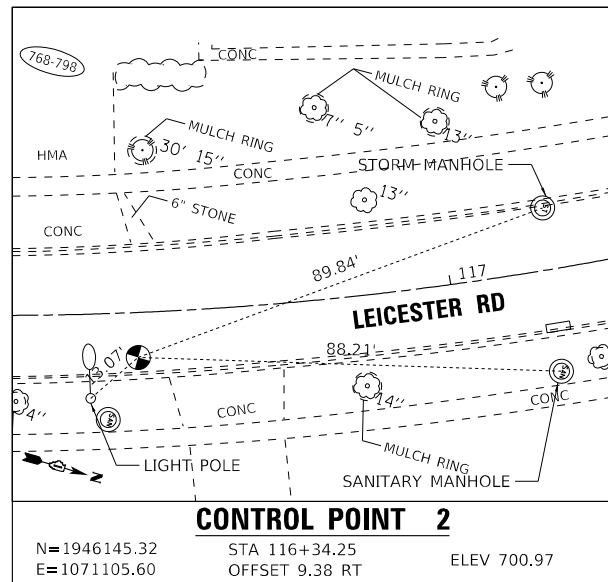 768-798
CONC
MULCH RING
7" 5"
13"
MULCH RING
30' 15"
HMA
CONC
STORM MANHOLE
13"
6" STONE
CONC
89.84'
117
LEICESTER RD
88.21'
14"
CONC
CONC
4"
MULCH RING
LIGHT POLE
SANITARY MANHOLE
N
CONTROL POINT 2
N=1946145.32
STA 116+34.25
ELEV 700.97
E=1071105.60
OFFSET 9.38 RT